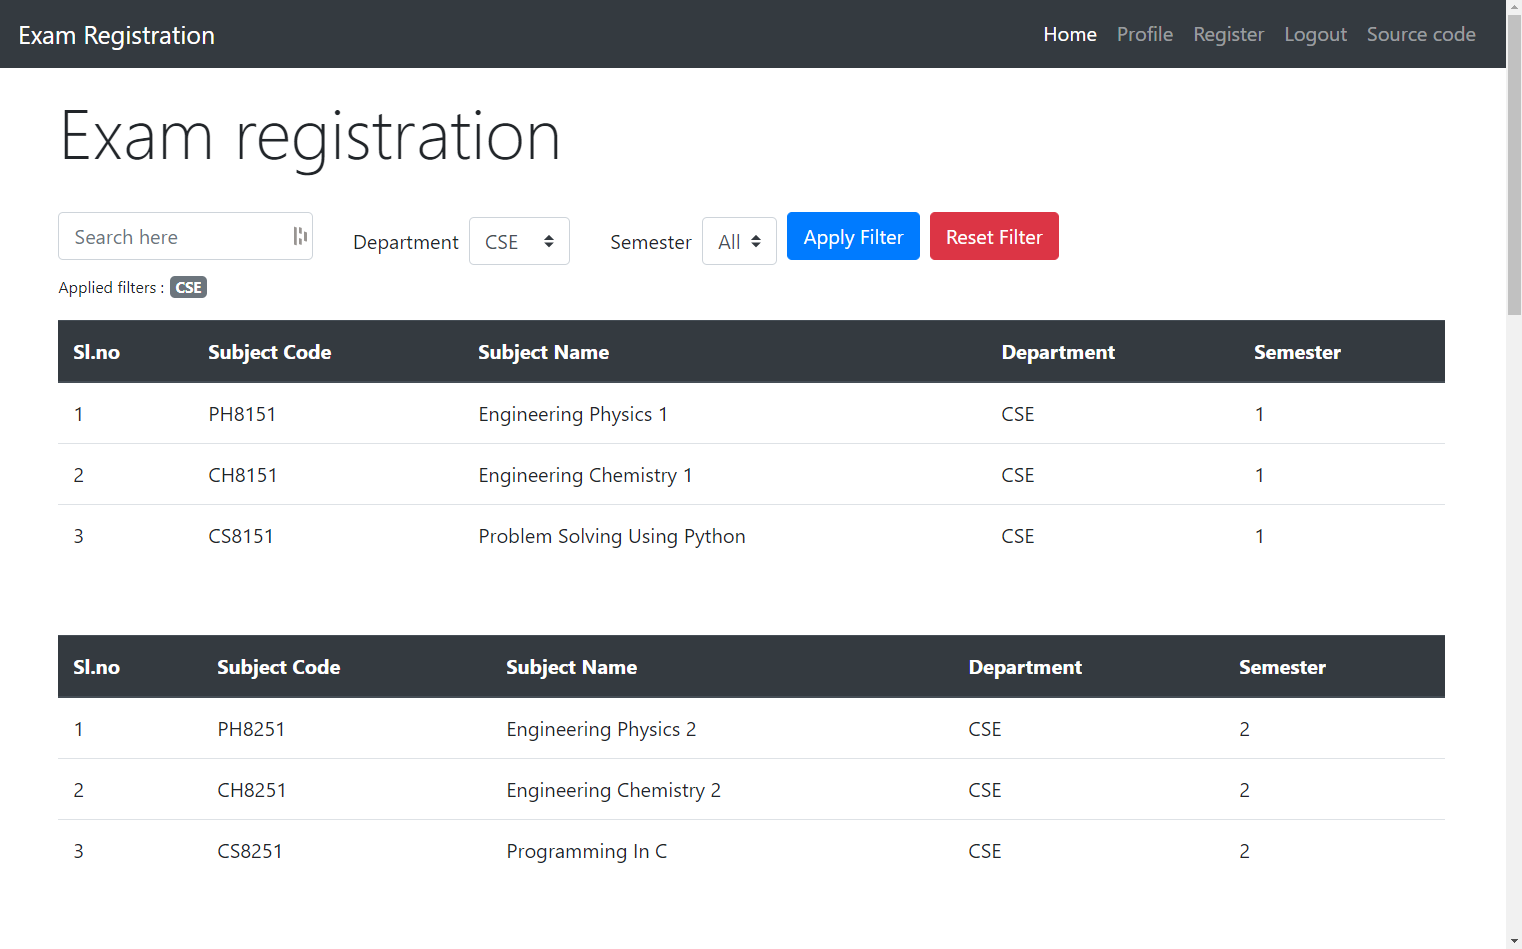 Exam Registration Home Profile Register Logout Source code
Exam registration
Search here Department CSE Semester All Apply Filter Reset Filter
Applied filters : CSE
Sl.no Subject Code Subject Name Department Semester
1 PH8151 Engineering Physics 1 CSE 1
2 CH8151 Engineering Chemistry 1 CSE 1
3 CS8151 Problem Solving Using Python CSE 1
Sl.no Subject Code Subject Name Department Semester
1 PH8251 Engineering Physics 2 CSE 2
2 CH8251 Engineering Chemistry 2 CSE 2
3 CS8251 Programming In C CSE 2